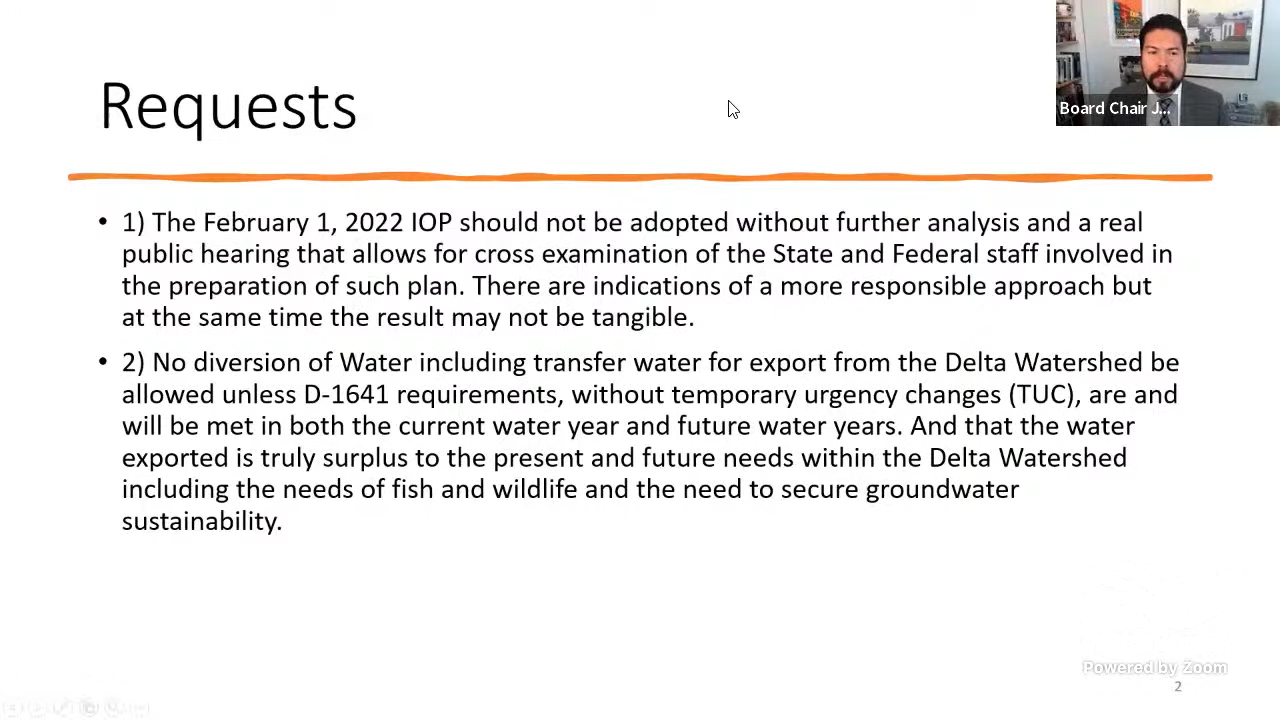 Requests
Board Chair J...
• 1) The February 1, 2022 IOP should not be adopted without further analysis and a real
public hearing that allows for cross examination of the State and Federal staff involved in
the preparation of such plan. There are indications of a more responsible approach but
at the same time the result may not be tangible.
• 2) No diversion of Water including transfer water for export from the Delta Watershed be
allowed unless D-1641 requirements, without temporary urgency changes (TUC), are and
will be met in both the current water year and future water years. And that the water
exported is truly surplus to the present and future needs within the Delta Watershed
including the needs of fish and wildlife and the need to secure groundwater
sustainability.
Powered by Zoom
2